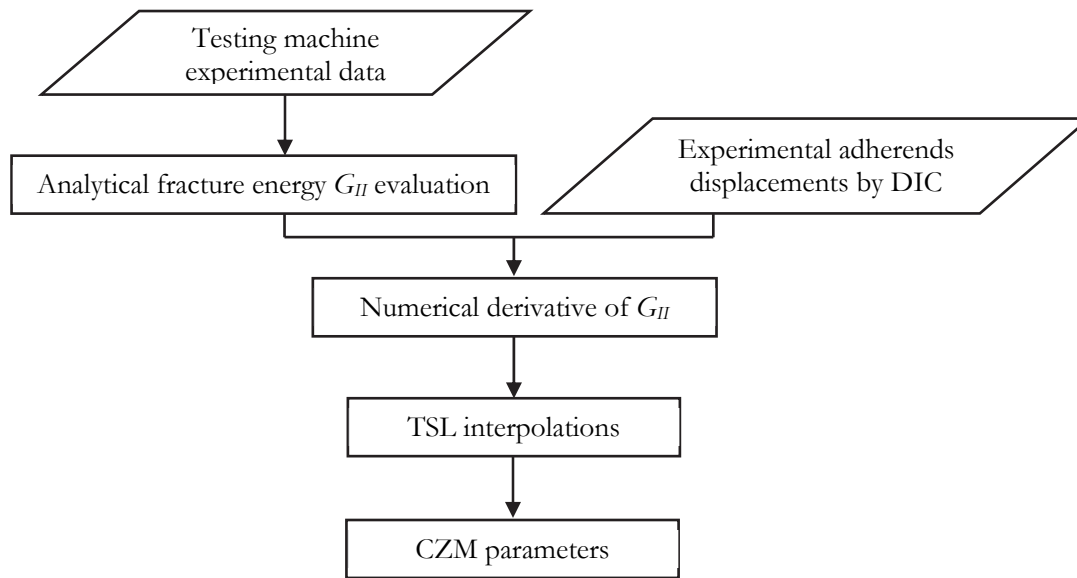 Testing machine
experimental data
Experimental adherends
displacements by DIC
Analytical fracture energy GII evaluation
Numerical derivative of GII
TSL interpolations
CZM parameters